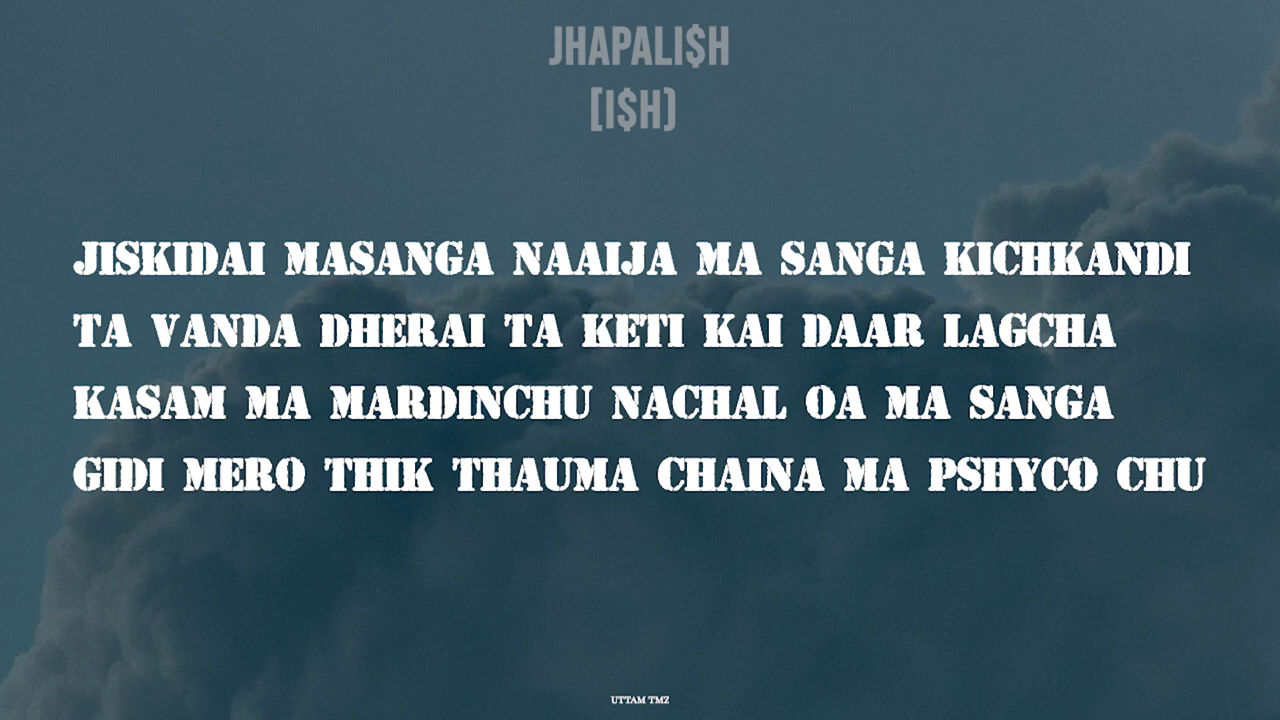 JHAPALI$H
[I$H)
JISKIDAI MASANGA NAAIJA MA SANGA KICHKANDI
TA VANDA DHERAI TA KETI KAI DAAR LAGCHA
KASAM MA MARDINCHU NACHAL OA MA SANGA
GIDI MERO THIK THAUMA CHAINA MA PSHYCO CHU
UTTAM TMZ